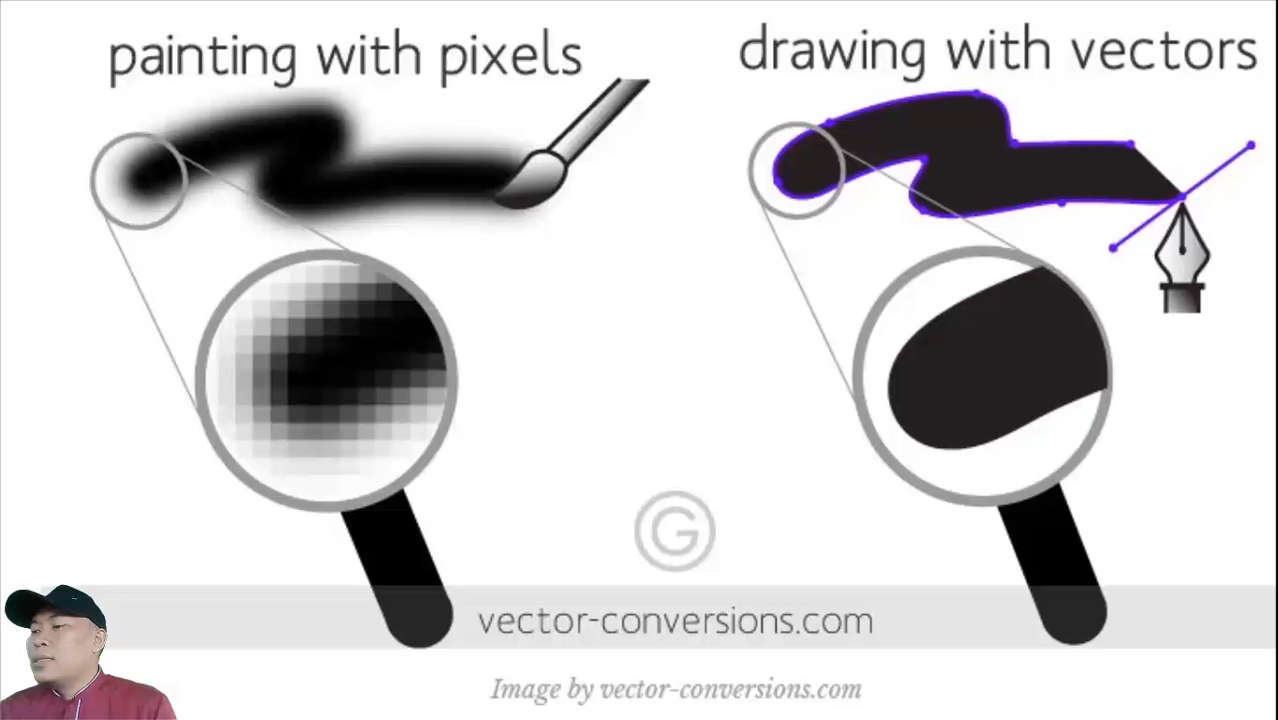 painting with pixels
drawing with vectors
G
vector-conversions.com
Image by vector-conversions.com